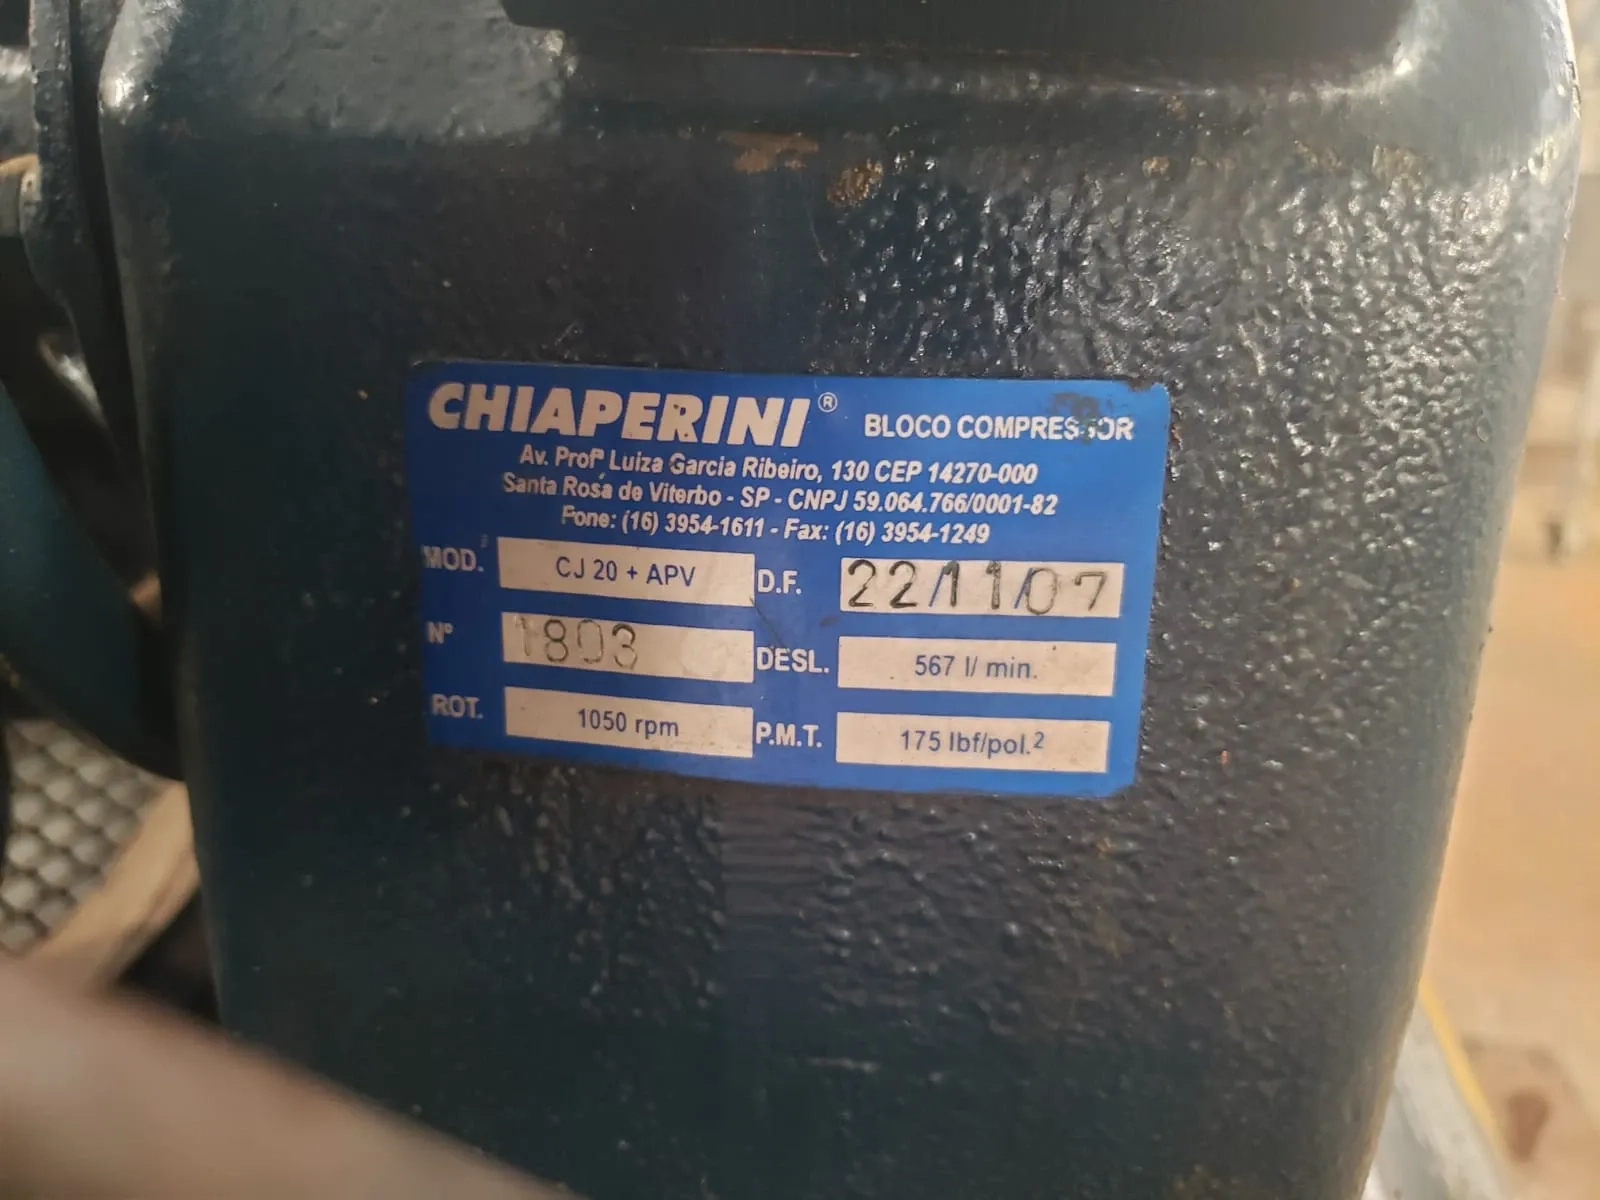 CHIAPERINI® BLOCO COMPRESSOR
Av. Profª Luiza Garcia Ribeiro, 130 CEP 14270-000
Santa Rosa de Viterbo - SP - CNPJ 59.064.766/0001-82
Fone: (16) 3954-1611 - Fax: (16) 3954-1249
MOD. CJ 20 + APV D.F. 22/11/07
Nº 1803 DESL. 567 l/ min.
ROT. 1050 rpm P.M.T. 175 lbf/pol.²